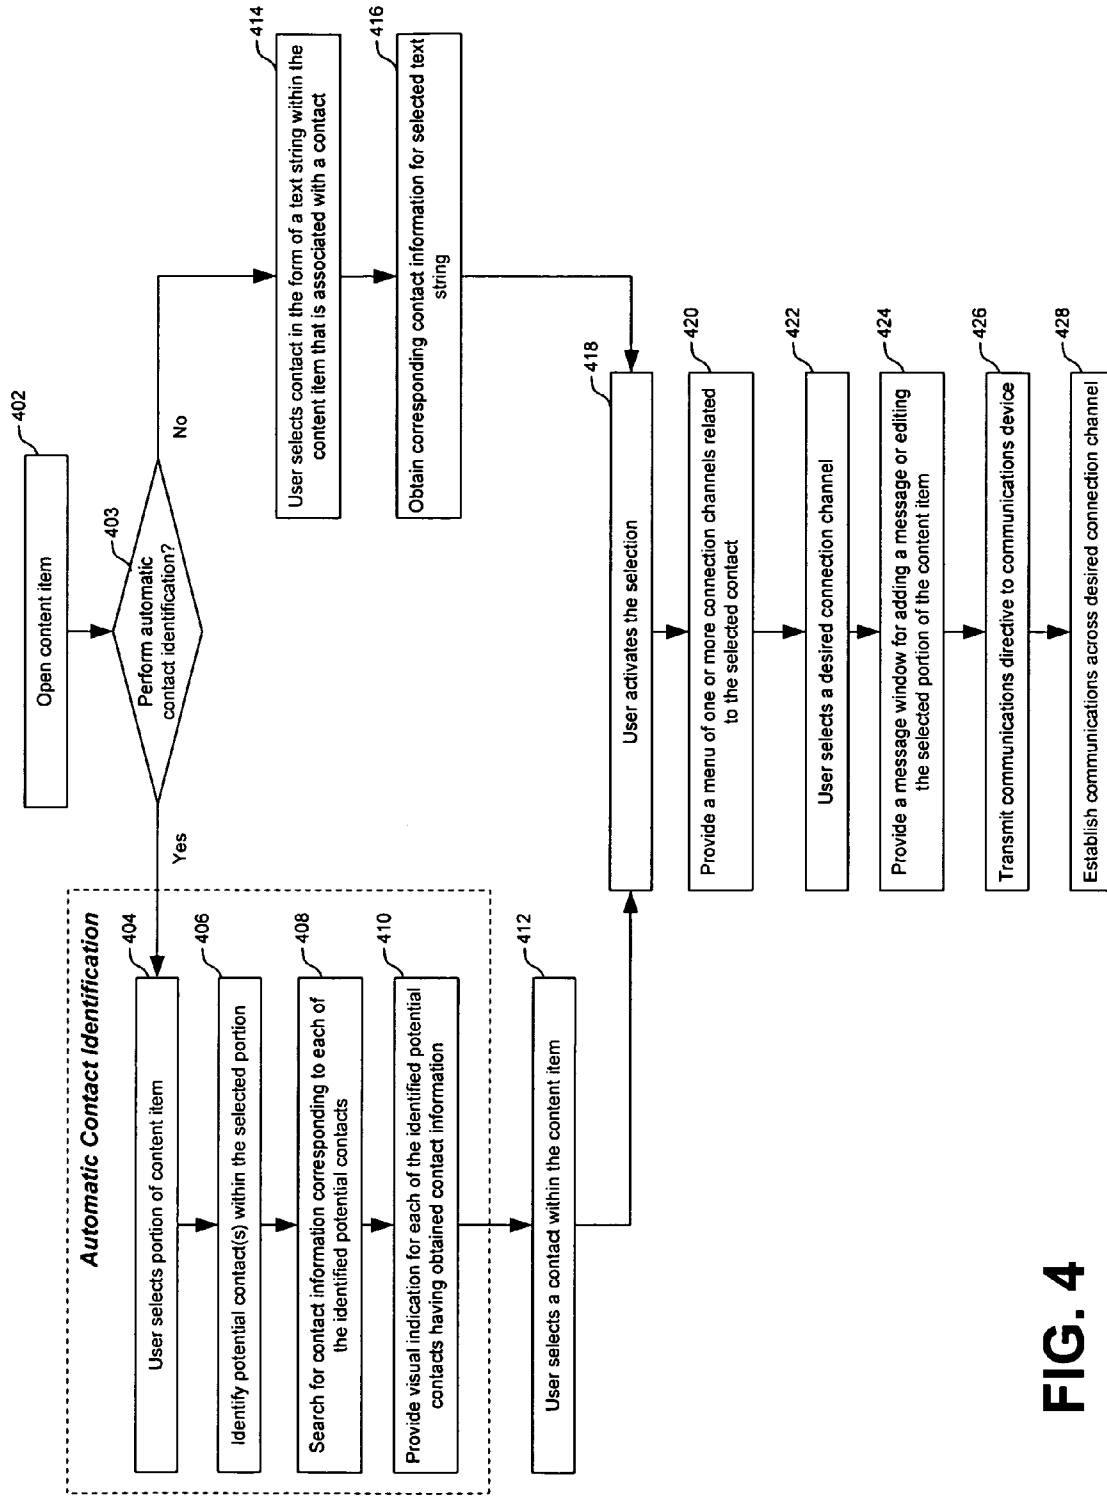 402
Open content item
403
Perform automatic
contact identification?
Yes
No
Automatic Contact Identification
404
User selects portion of content item
406
Identify potential contact(s) within the selected portion
408
Search for contact information corresponding to each of
the identified potential contacts
410
Provide visual indication for each of the identified potential
contacts having obtained contact information
412
User selects a contact within the content item
414
User selects contact in the form of a text string within the
content item that is associated with a contact
416
Obtain corresponding contact information for selected text
string
418
User activates the selection
420
Provide a menu of one or more connection channels related
to the selected contact
422
User selects a desired connection channel
424
Provide a message window for adding a message or editing
the selected portion of the content item
426
Transmit communications directive to communications device
428
Establish communications across desired connection channel
FIG. 4